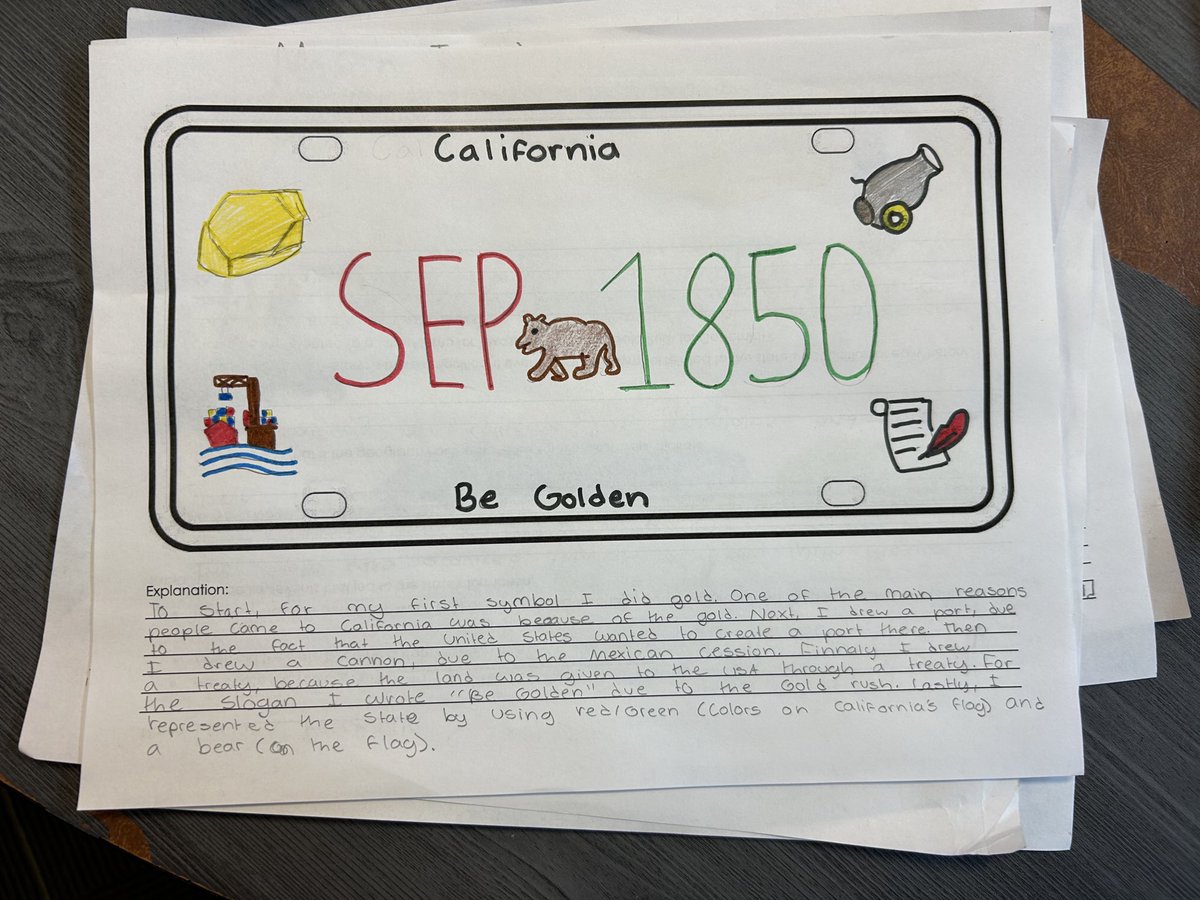 California
SEP 1850
Be Golden
Explanation:
To start, for my first symbol I did gold. One of the main reasons
people came to California was because of the gold. Next, I drew a port, due
to the fact that the United States wanted to create a port there. Then
I drew a cannon, due to the Mexican cession. Finnaly I drew
a treaty, because the land was given to the USA through a treaty. For
the slogan I wrote "Be Golden" due to the Gold rush. Lastly, I
represented the state by using red/Green (Colors on California's flag) and
a bear (on the flag).